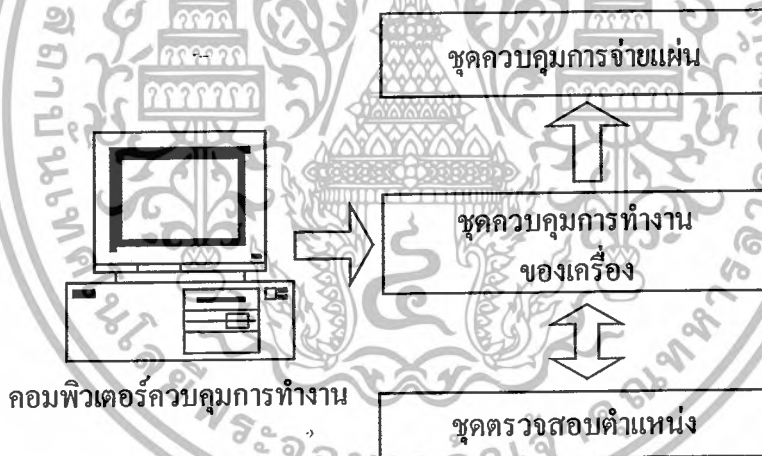 ชุดควบคุมการจ่ายแผ่น
ชุดควบคุมการทำงาน
ของเครื่อง
คอมพิวเตอร์ควบคุมการทำงาน
ชุดตรวจสอบตำแหน่ง